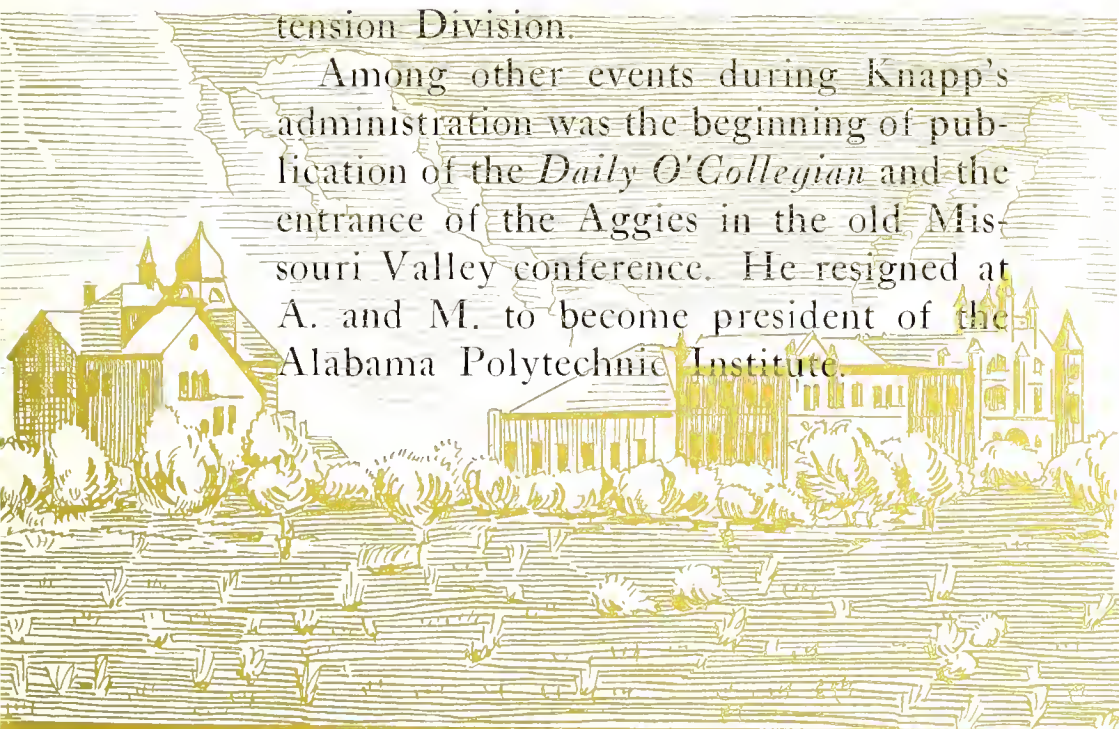 tension Division.
Among other events during Knapp's
administration was the beginning of pub-
lication of the Daily O'Collegian and the
entrance of the Aggies in the old Mis-
souri Valley conference. He resigned at
A. and M. to become president of the
Alabama Polytechnic Institute.